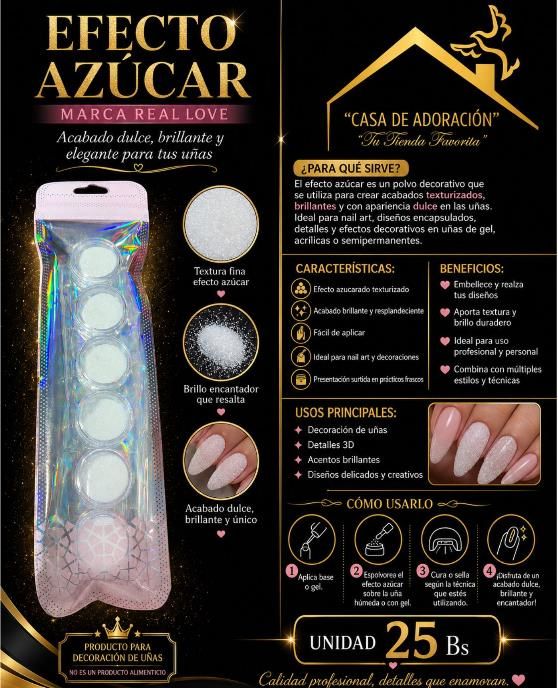 EFECTO
AZÚCAR
MARCA REAL LOVE
Acabado dulce, brillante y
elegante para tus uñas
Textura fina
efecto azúcar
Brillo encantador
que resalta
Acabado dulce,
brillante y único
PRODUCTO PARA
DECORACIÓN DE UÑAS
NO ES UN PRODUCTO ALIMENTICIO
“CASA DE ADORACIÓN”
“Tu Tienda Favorita”
¿PARA QUÉ SIRVE?
El efecto azúcar es un polvo decorativo que
se utiliza para crear acabados texturizados,
brillantes y con apariencia dulce en las uñas.
Ideal para nail art, diseños encapsulados,
detalles y efectos decorativos en uñas de gel,
acrílicas o semipermanentes.
CARACTERÍSTICAS:
Efecto azucarado texturizado
Acabado brillante y resplandeciente
Fácil de aplicar
Ideal para nail art y decoraciones
Presentación surtida en prácticos frascos
BENEFICIOS:
Embellece y realza
tus diseños
Aporta textura y
brillo duradero
Ideal para uso
profesional y personal
Combina con múltiples
estilos y técnicas
USOS PRINCIPALES:
Decoración de uñas
Detalles 3D
Acentos brillantes
Diseños delicados y creativos
CÓMO USARLO
1 Aplica base
o gel.
2 Espolvorea el
efecto azúcar
sobre la uña
húmeda o con gel.
3 Cura o sella
según la técnica
que estés
utilizando.
4 ¡Disfruta de un
acabado dulce,
brillante y
encantador!
UNIDAD 25 Bs
Calidad profesional, detalles que enamoran.